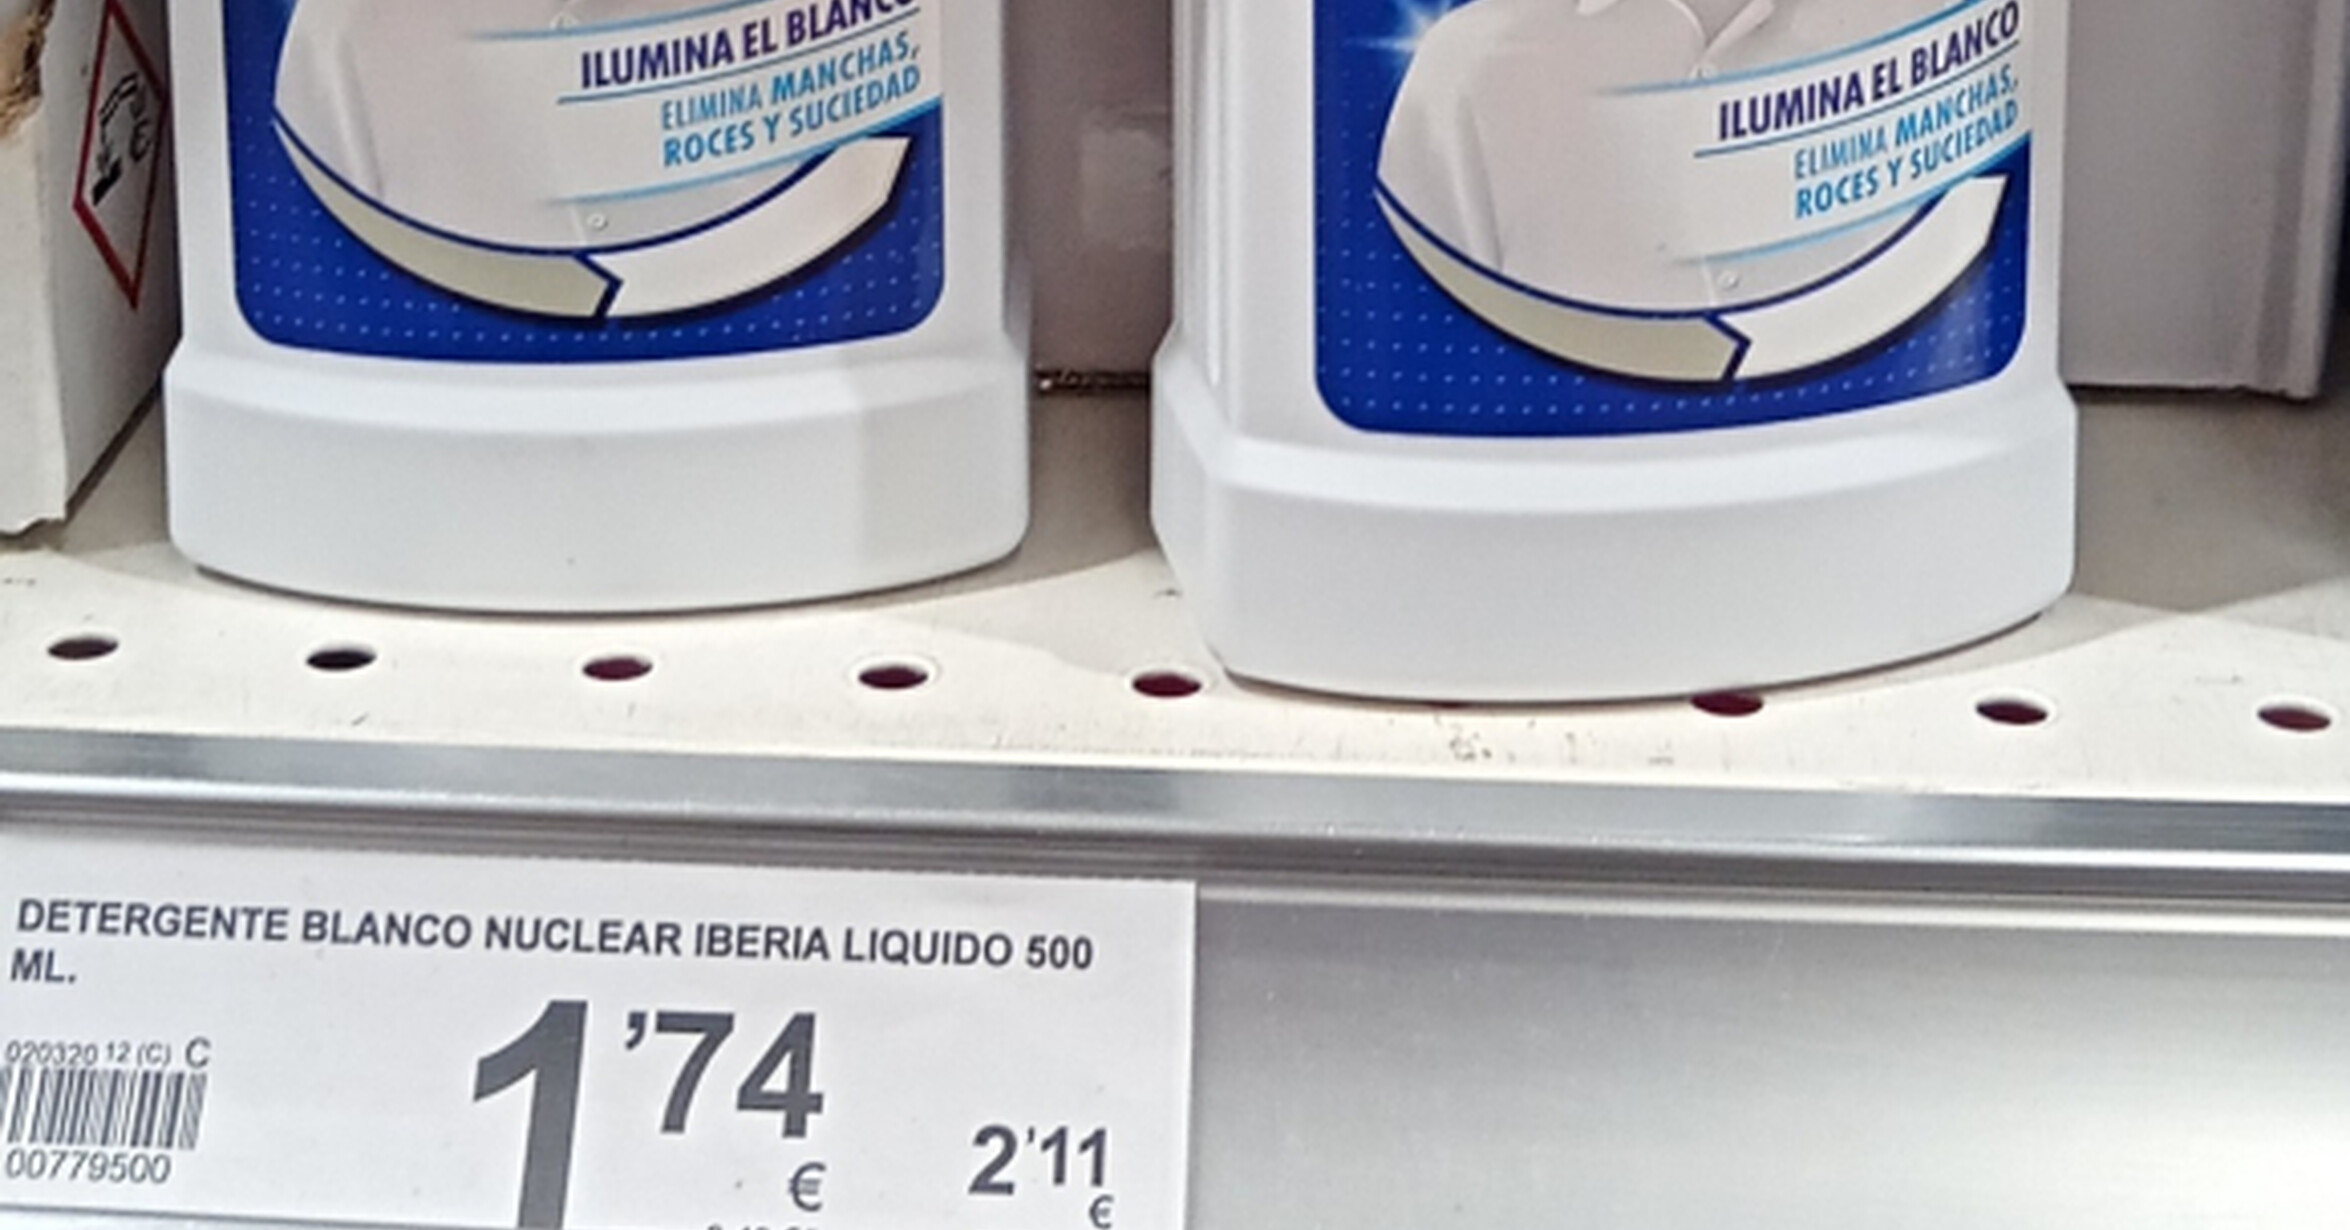 ILUMINA EL BLANCO
ELIMINA MANCHAS,
ROCES Y SUCIEDAD
ILUMINA EL BLANCO
ELIMINA MANCHAS,
ROCES Y SUCIEDAD
DETERGENTE BLANCO NUCLEAR IBERIA LIQUIDO 500
ML.
020320 12 (C) C
00779500
1'74
€
2'11
€